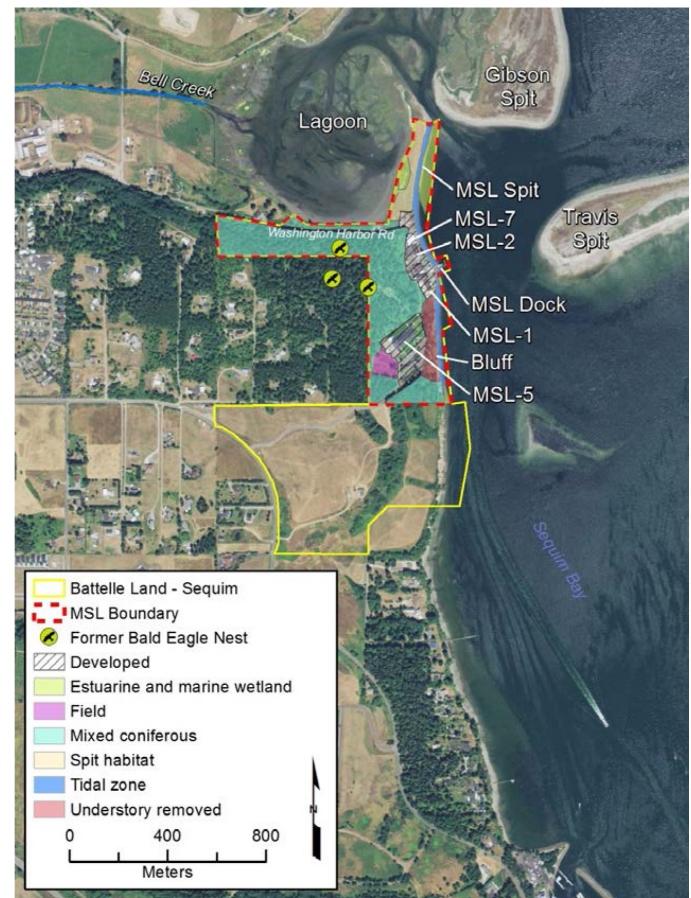 Bell Creek
Lagoon
Gibson
Spit
MSL Spit
MSL-7
Washington Harbor Rd
MSL-2
Travis
Spit
MSL Dock
MSL-1
Bluff
MSL-5
Sequim Bay
Battelle Land - Sequim
MSL Boundary
Former Bald Eagle Nest
Developed
Estuarine and marine wetland
Field
Mixed coniferous
Spit habitat
Tidal zone
Understory removed
N
0 400 800
Meters